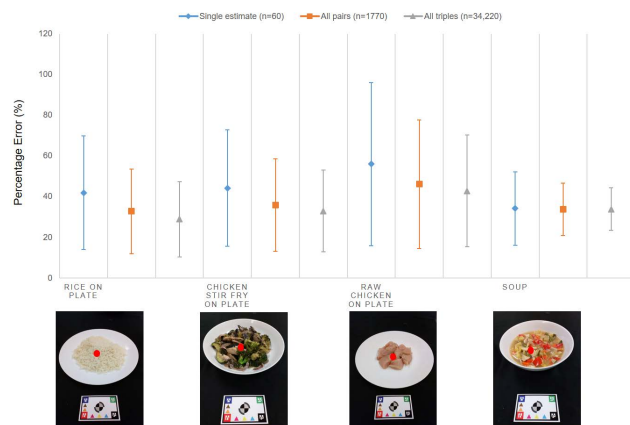 Single estimate (n=60) All pairs (n=1770) All triples (n=34,220)
120
100
80
60
40
20
0
Percentage Error (%)
RICE ON
PLATE
CHICKEN
STIR FRY
ON PLATE
RAW
CHICKEN
ON PLATE
SOUP